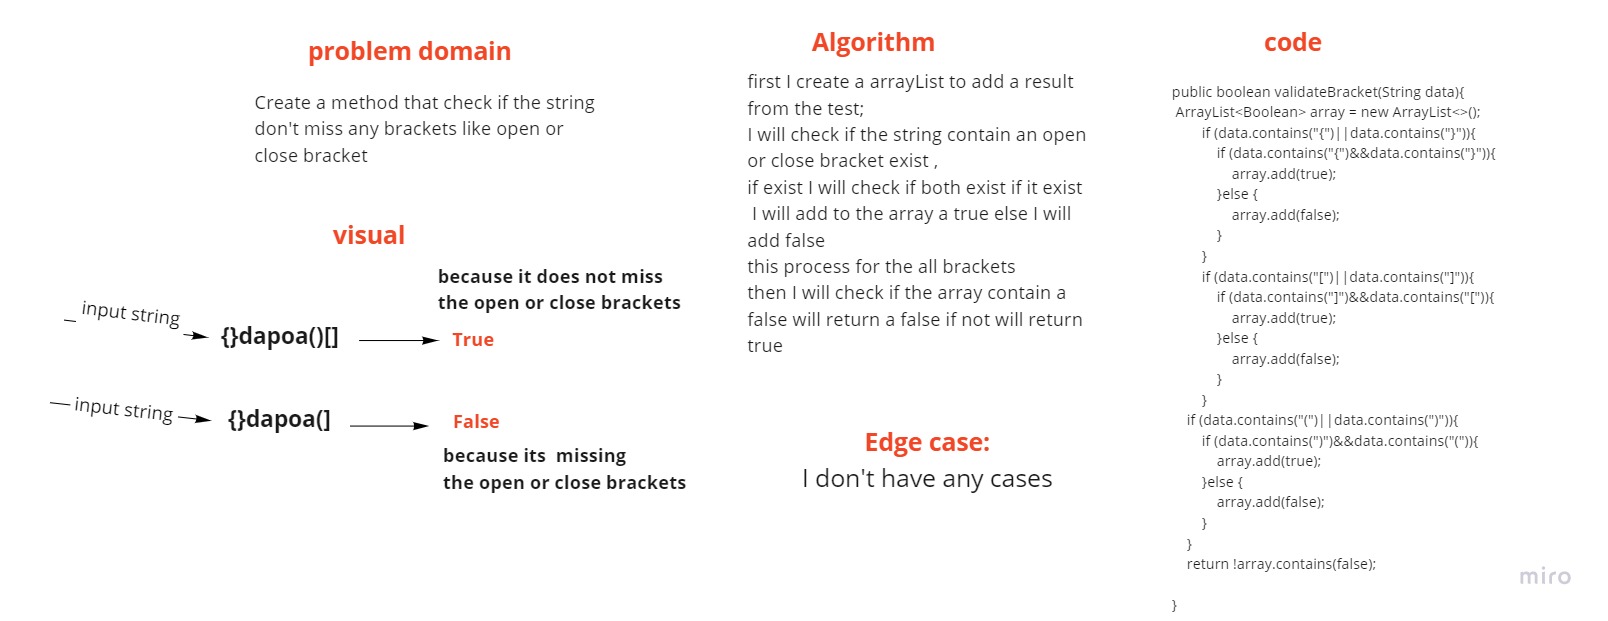 problem domain
Create a method that check if the string
don't miss any brackets like open or
close bracket
visual
because it does not miss
the open or close brackets
input string
{}dapoa()[]
True
input string
{}dapoa(]
False
because its  missing
the open or close brackets
Algorithm
first I create a arrayList to add a result
from the test;
I will check if the string contain an open
or close bracket exist ,
if exist I will check if both exist if it exist
I will add to the array a true else I will
add false
this process for the all brackets
then I will check if the array contain a
false will return a false if not will return
true
Edge case:
I don't have any cases
code
public boolean validateBracket(String data){
ArrayList<Boolean> array = new ArrayList<>();
if (data.contains("{")||data.contains("}")){
if (data.contains("{")&&data.contains("}")){
array.add(true);
}else {
array.add(false);
}
}
if (data.contains("[")||data.contains("]")){
if (data.contains("]")&&data.contains("[")){
array.add(true);
}else {
array.add(false);
}
}
if (data.contains("(")||data.contains(")")){
if (data.contains(")")&&data.contains("(")){
array.add(true);
}else {
array.add(false);
}
}
return !array.contains(false);
}
miro